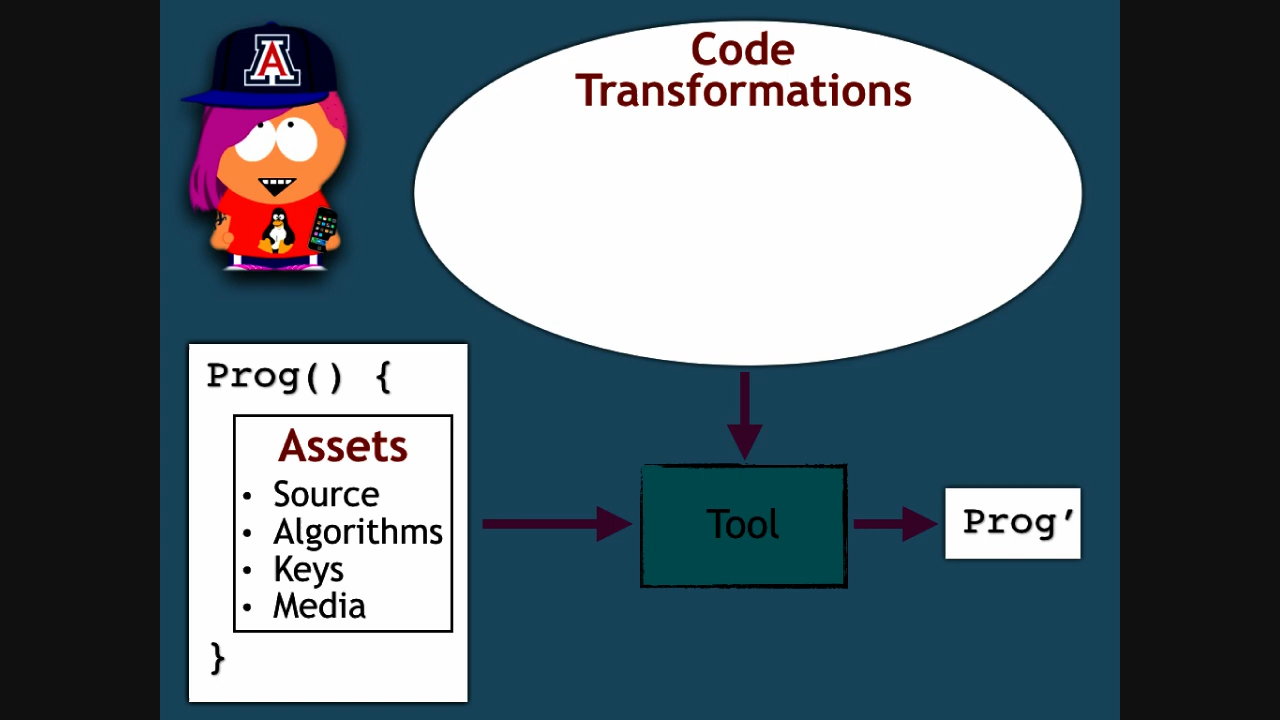 A
Code
Transformations
Prog() {
Assets
• Source
• Algorithms
• Keys
• Media
}
Tool
Prog’